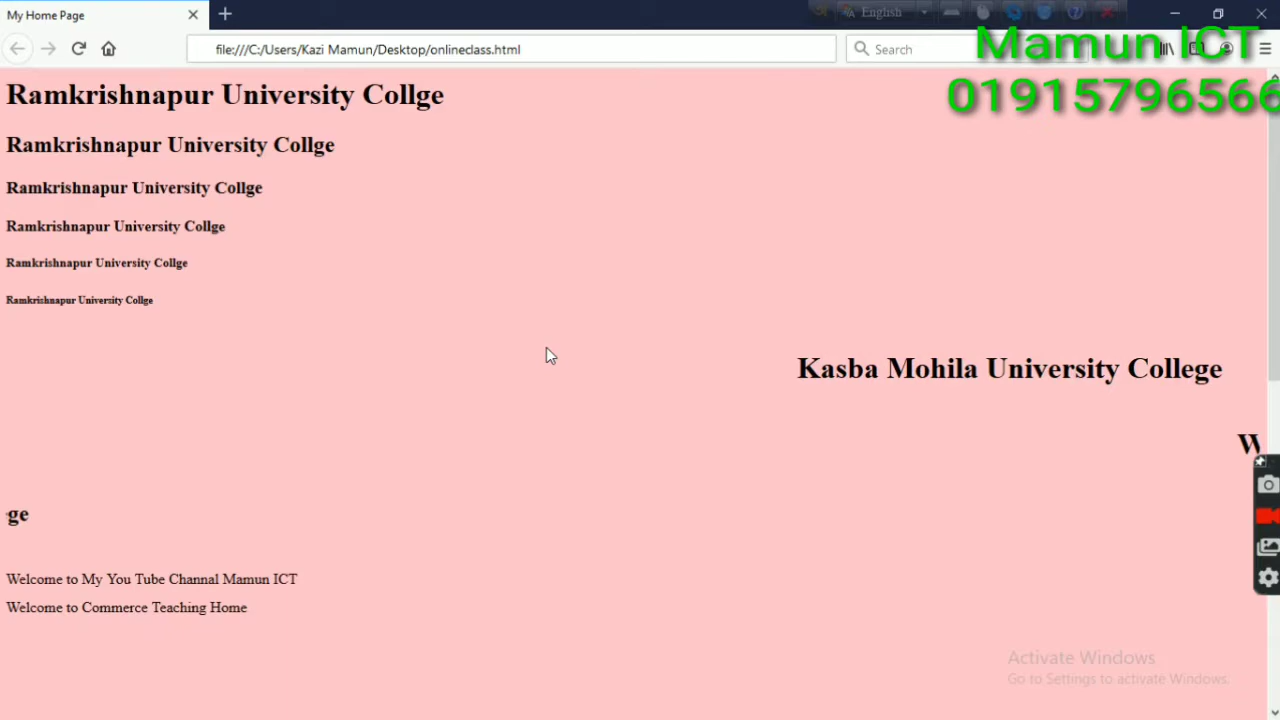 My Home Page
English
file:///C:/Users/Kazi Mamun/Desktop/onlineclass.html
Search
Mamun ICT
01915796566
Ramkrishnapur University Collge
Ramkrishnapur University Collge
Ramkrishnapur University Collge
Ramkrishnapur University Collge
Ramkrishnapur University Collge
Ramkrishnapur University Collge
Kasba Mohila University College
W
ge
Welcome to My You Tube Channal Mamun ICT
Welcome to Commerce Teaching Home
Activate Windows
Go to Settings to activate Windows.